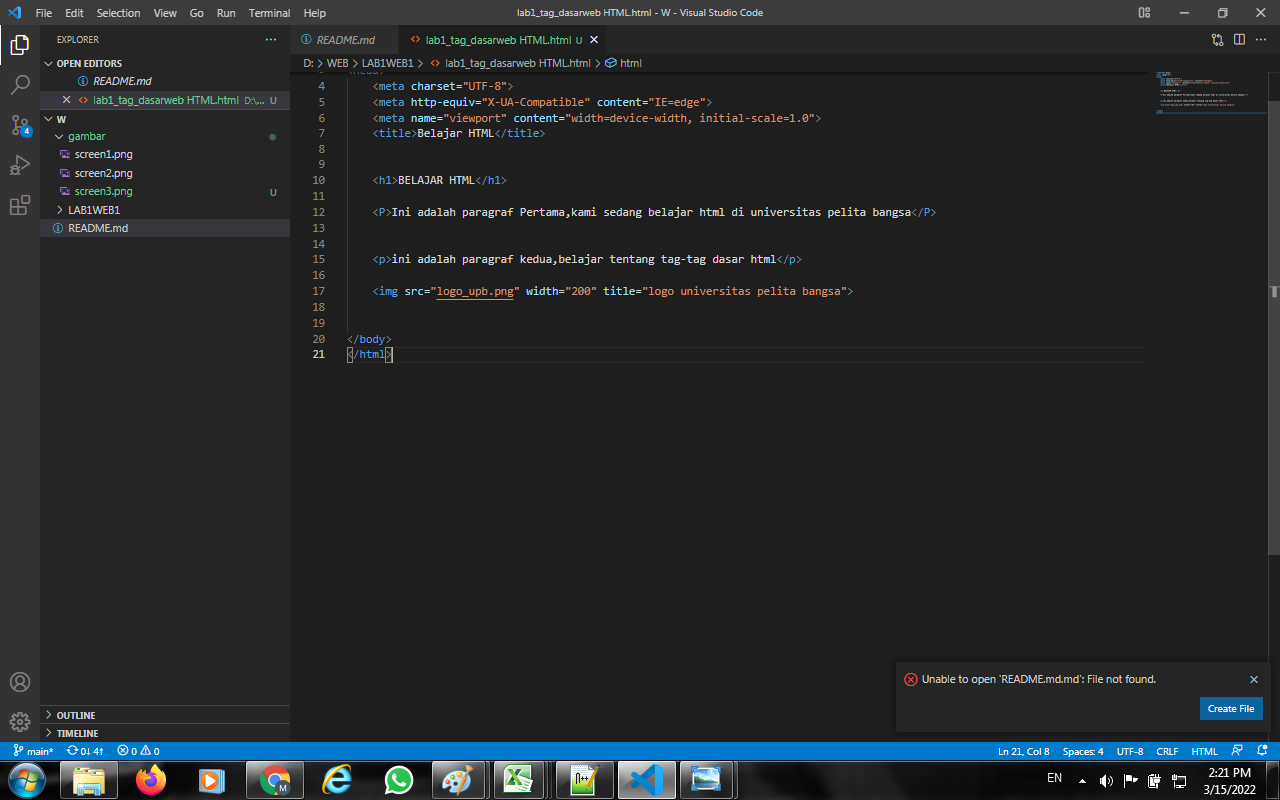 File Edit Selection View Go Run Terminal Help lab1_tag_dasarweb HTML.html - W - Visual Studio Code
EXPLORER ···
README.md lab1_tag_dasarweb HTML.html U
OPEN EDITORS
README.md
lab1_tag_dasarweb HTML.html D:\... U
W
gambar
screen1.png
screen2.png
screen3.png U
LAB1WEB1
README.md
4
D: > WEB > LAB1WEB1 > lab1_tag_dasarweb HTML.html > html
4 <meta charset="UTF-8">
5 <meta http-equiv="X-UA-Compatible" content="IE=edge">
6 <meta name="viewport" content="width=device-width, initial-scale=1.0">
7 <title>Belajar HTML</title>
8
9
10 <h1>BELAJAR HTML</h1>
11
12 <P>Ini adalah paragraf Pertama,kami sedang belajar html di universitas pelita bangsa</P>
13
14
15 <p>ini adalah paragraf kedua,belajar tentang tag-tag dasar html</p>
16
17 <img src="logo_upb.png" width="200" title="logo universitas pelita bangsa">
18
19
20 </body>
21 </html>
Unable to open 'README.md.md': File not found.
Create File
OUTLINE
TIMELINE
main* 0↓ 4↑ 0 0 Ln 21, Col 8 Spaces: 4 UTF-8 CRLF HTML
M
N++
EN 2:21 PM
3/15/2022